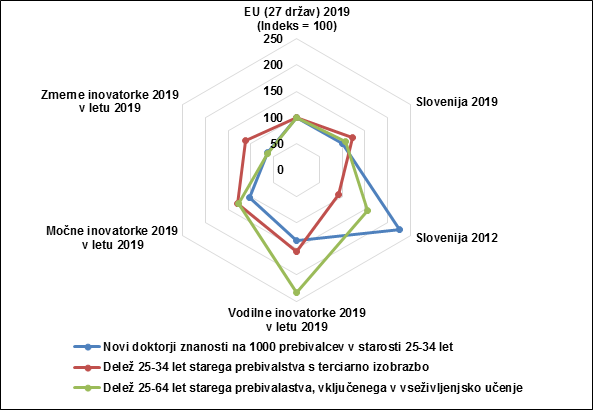 EU (27 držav) 2019
(Indeks = 100)
250
200
150
100
50
0
Slovenija 2019
Slovenija 2012
Vodilne inovatorke 2019
v letu 2019
Močne inovatorke 2019
v letu 2019
Zmerne inovatorke 2019
v letu 2019
Novi doktorji znanosti na 1000 prebivalcev v starosti 25-34 let
Delež 25-34 let starega prebivalstva s terciarno izobrazbo
Delež 25-64 let starega prebivalastva, vključenega v vseživljenjsko učenje